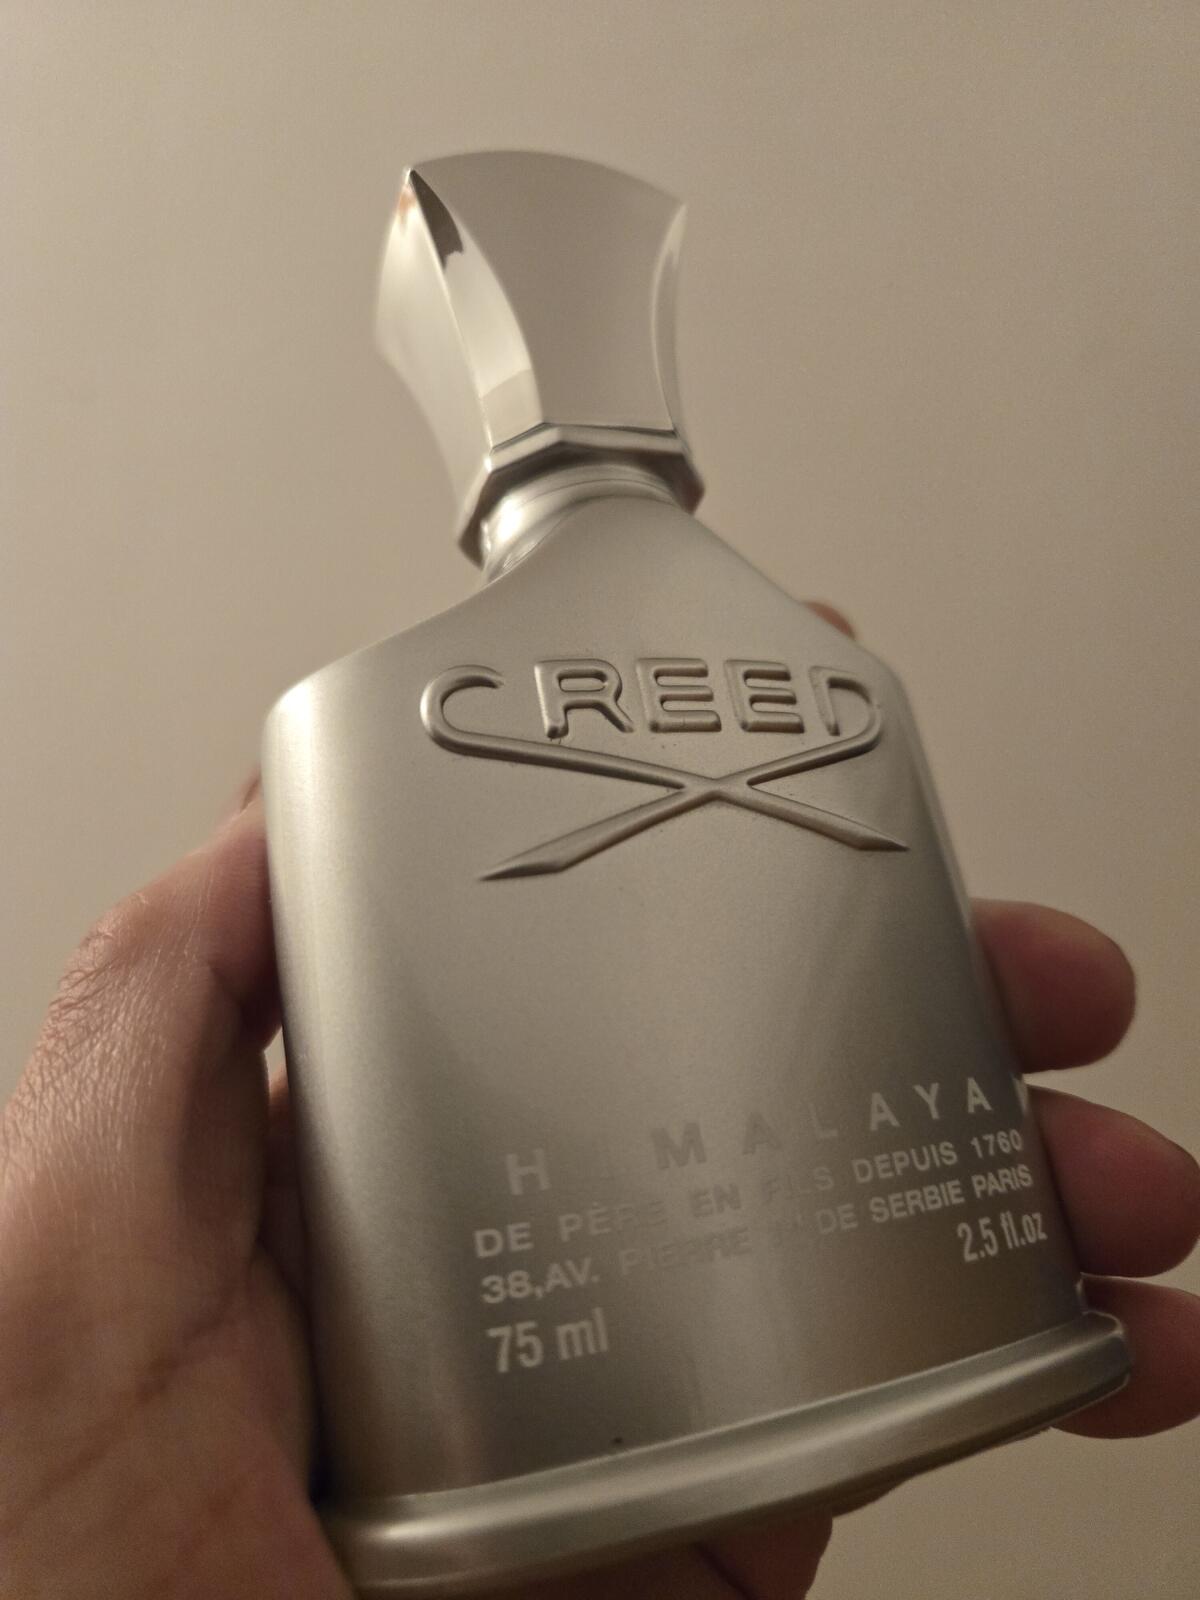 CREED
HIMALAYA
DE PÈRE EN FILS DEPUIS 1760
38,AV. PIERRE DE SERBIE PARIS
75 ml 2.5 fl.oz